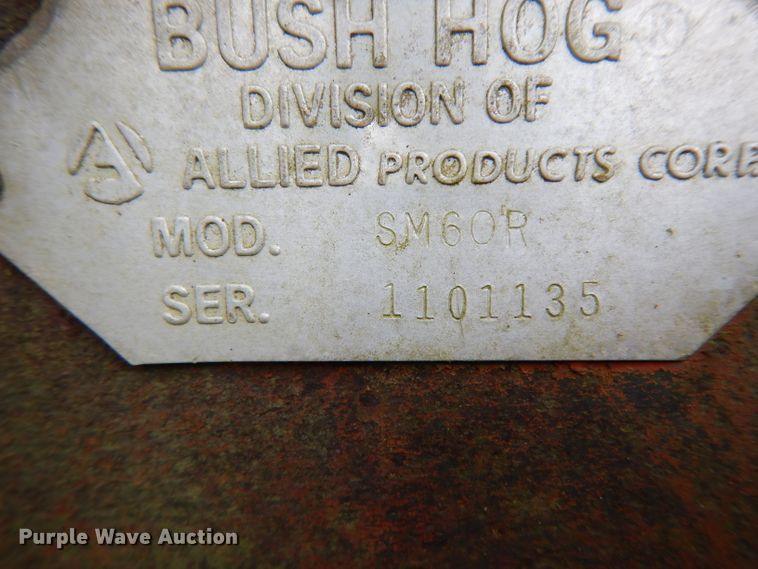 BUSH HOG®
DIVISION OF
ALLIED PRODUCTS CORP
MOD. SM60R
SER. 1101135
Purple Wave Auction